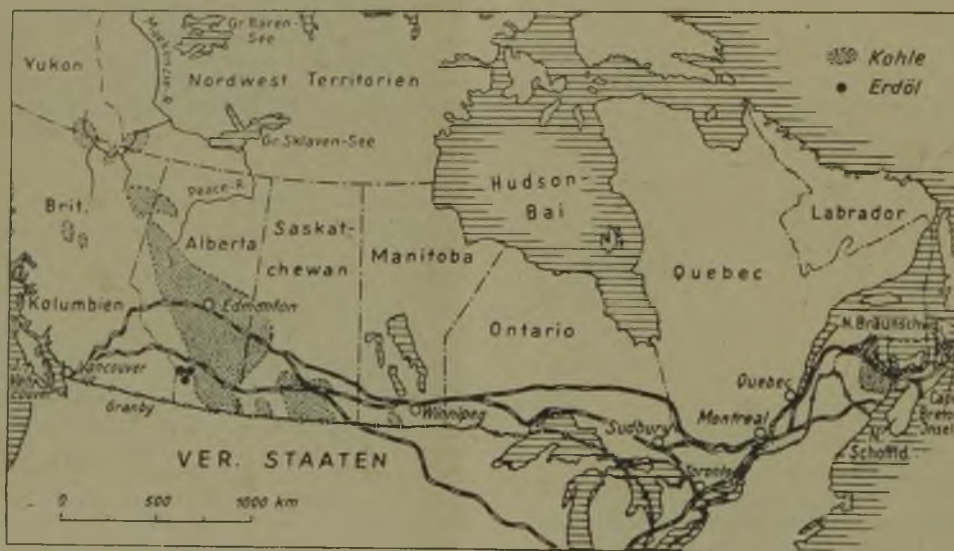 Gr. Bären-
See
Mackenzie-R.
Yukon
Nordwest Territorien
Kohle
Erdöl
Gr. Sklaven-See
Peace-R.
Hudson-
Bai
Brit.
Kolumbien
Alberta
Saskat-
chewan
Manitoba
Labrador
Quebec
Edmonton
Ontario
N. Braunschw.
Vancouver
Granby
Winnipeg
Sudbury
Quebec
Montreal
Toronto
Cape
Breton
Insel
N.
Schottld.
VER. STAATEN
0 500 1000 km